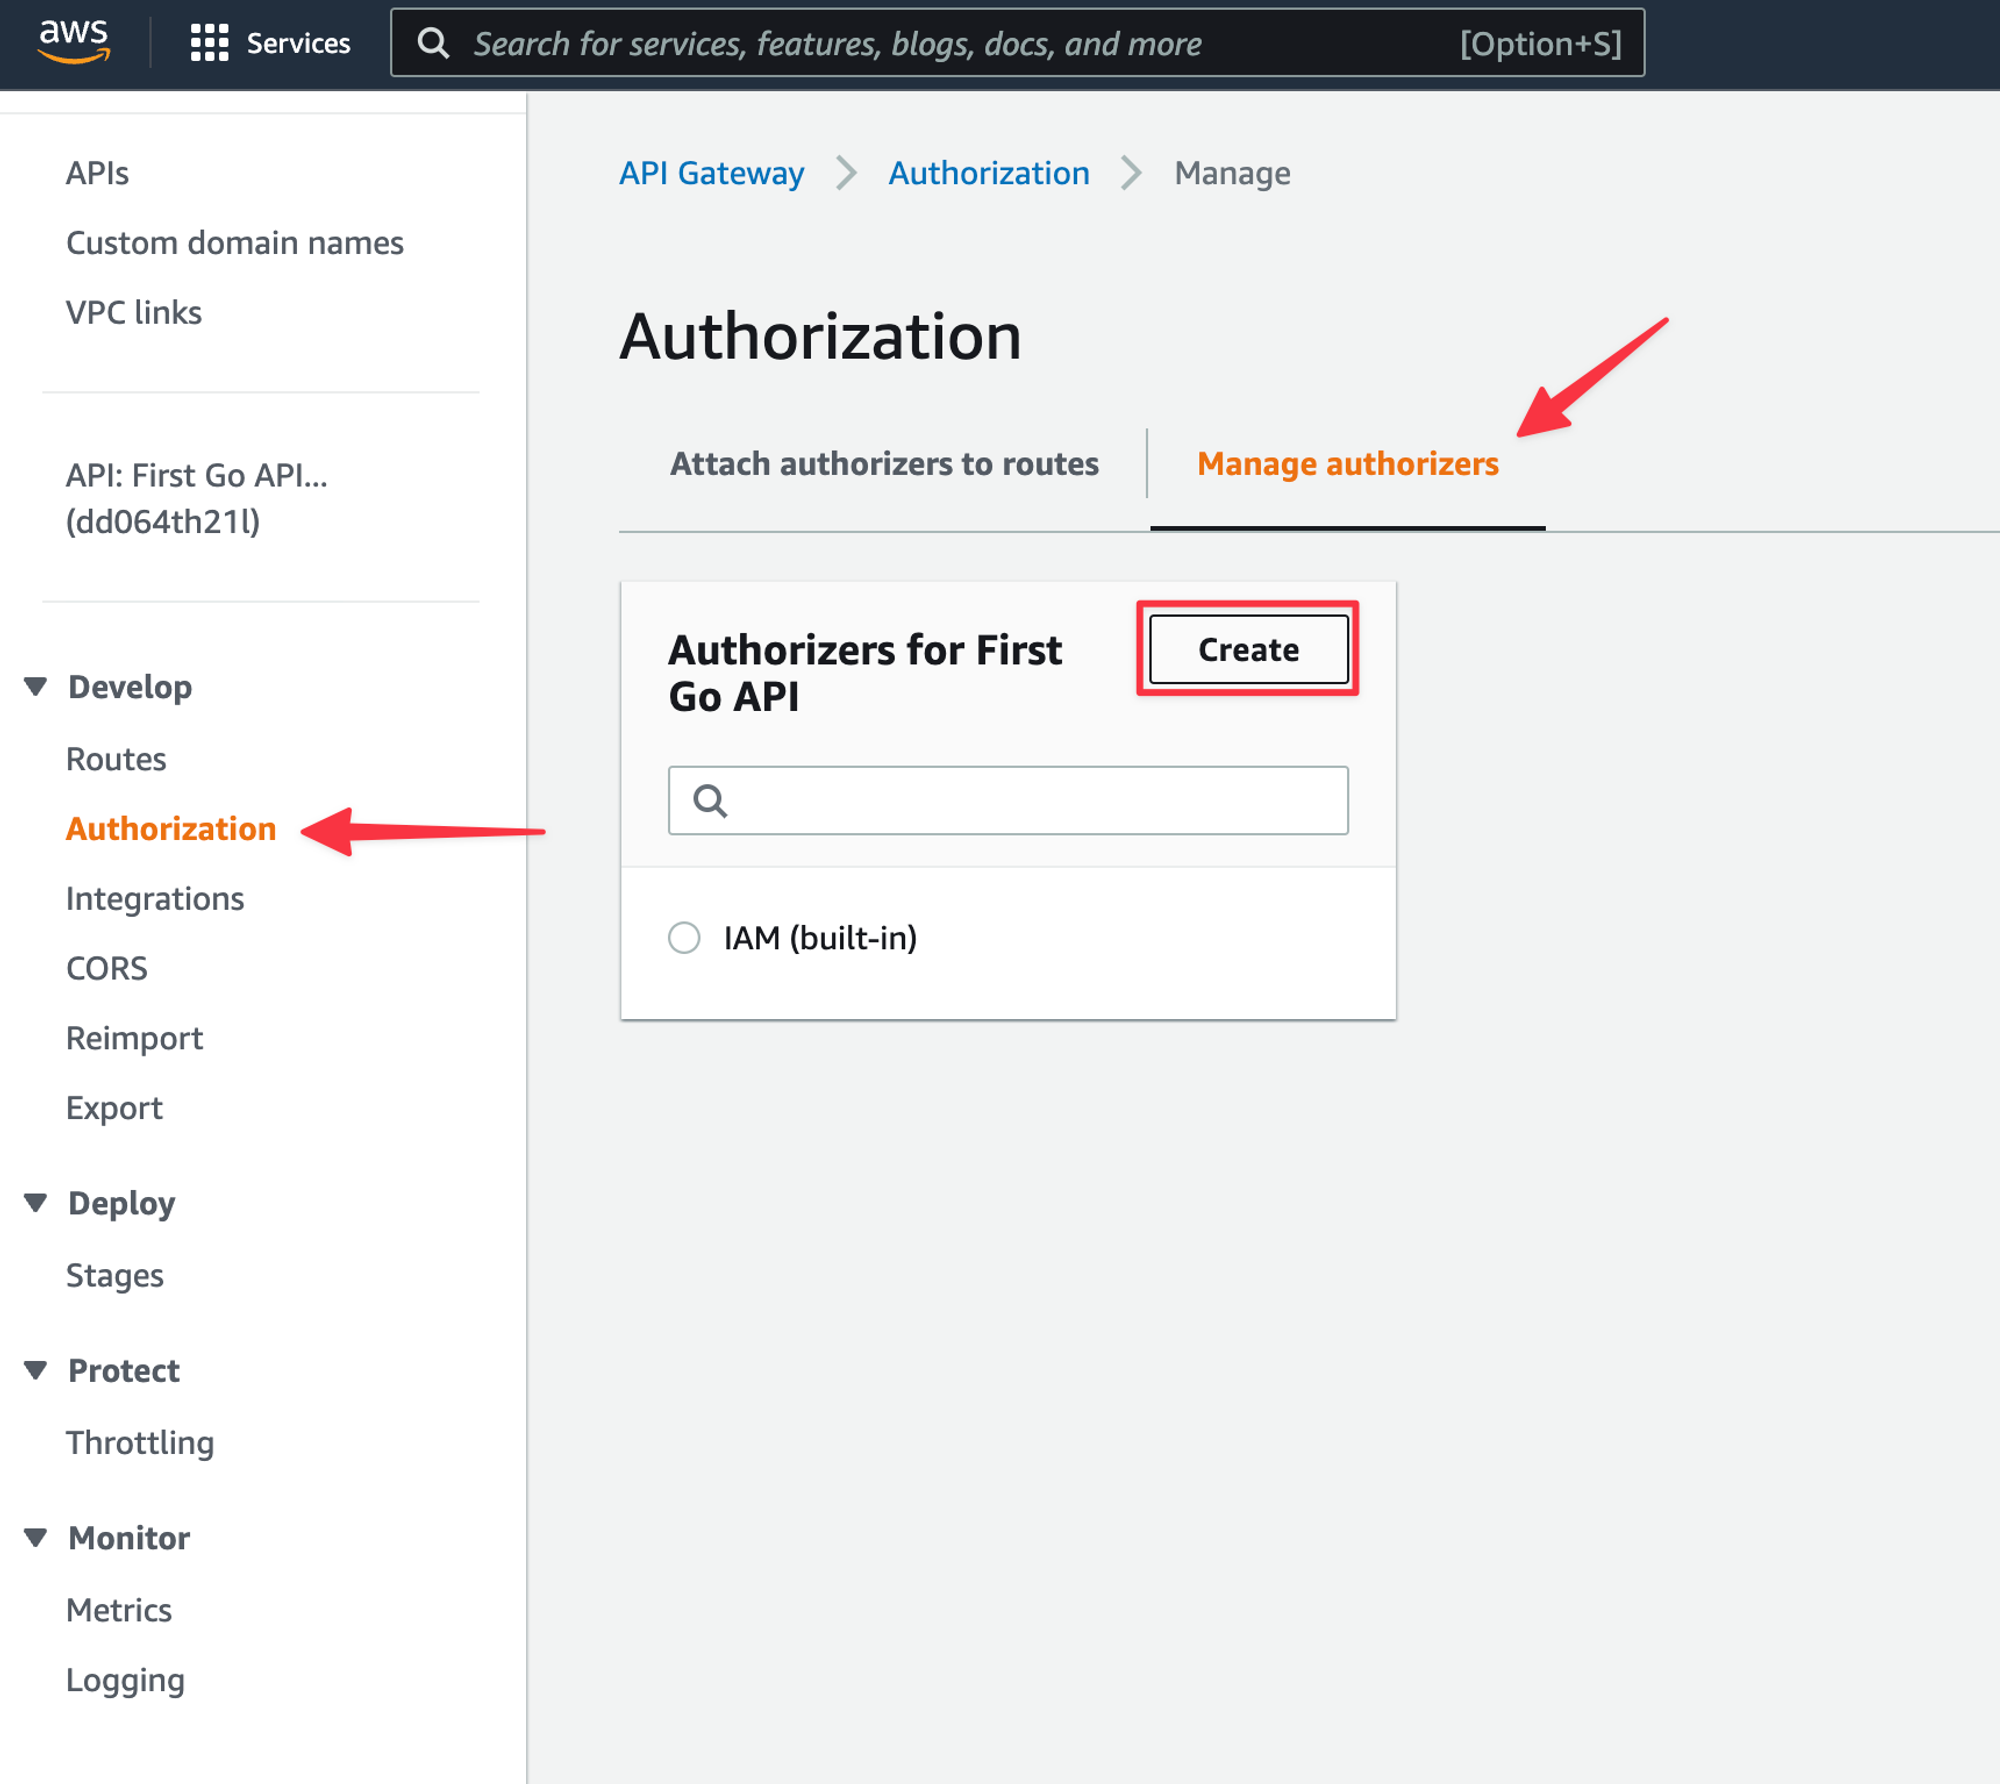 aws
Services
Search for services, features, blogs, docs, and more
[Option+S]
APIs
Custom domain names
VPC links
API: First Go API...
(dd064th21l)
Develop
Routes
Authorization
Integrations
CORS
Reimport
Export
Deploy
Stages
Protect
Throttling
Monitor
Metrics
Logging
API Gateway
Authorization
Manage
Authorization
Attach authorizers to routes
Manage authorizers
Authorizers for First
Go API
Create
IAM (built-in)